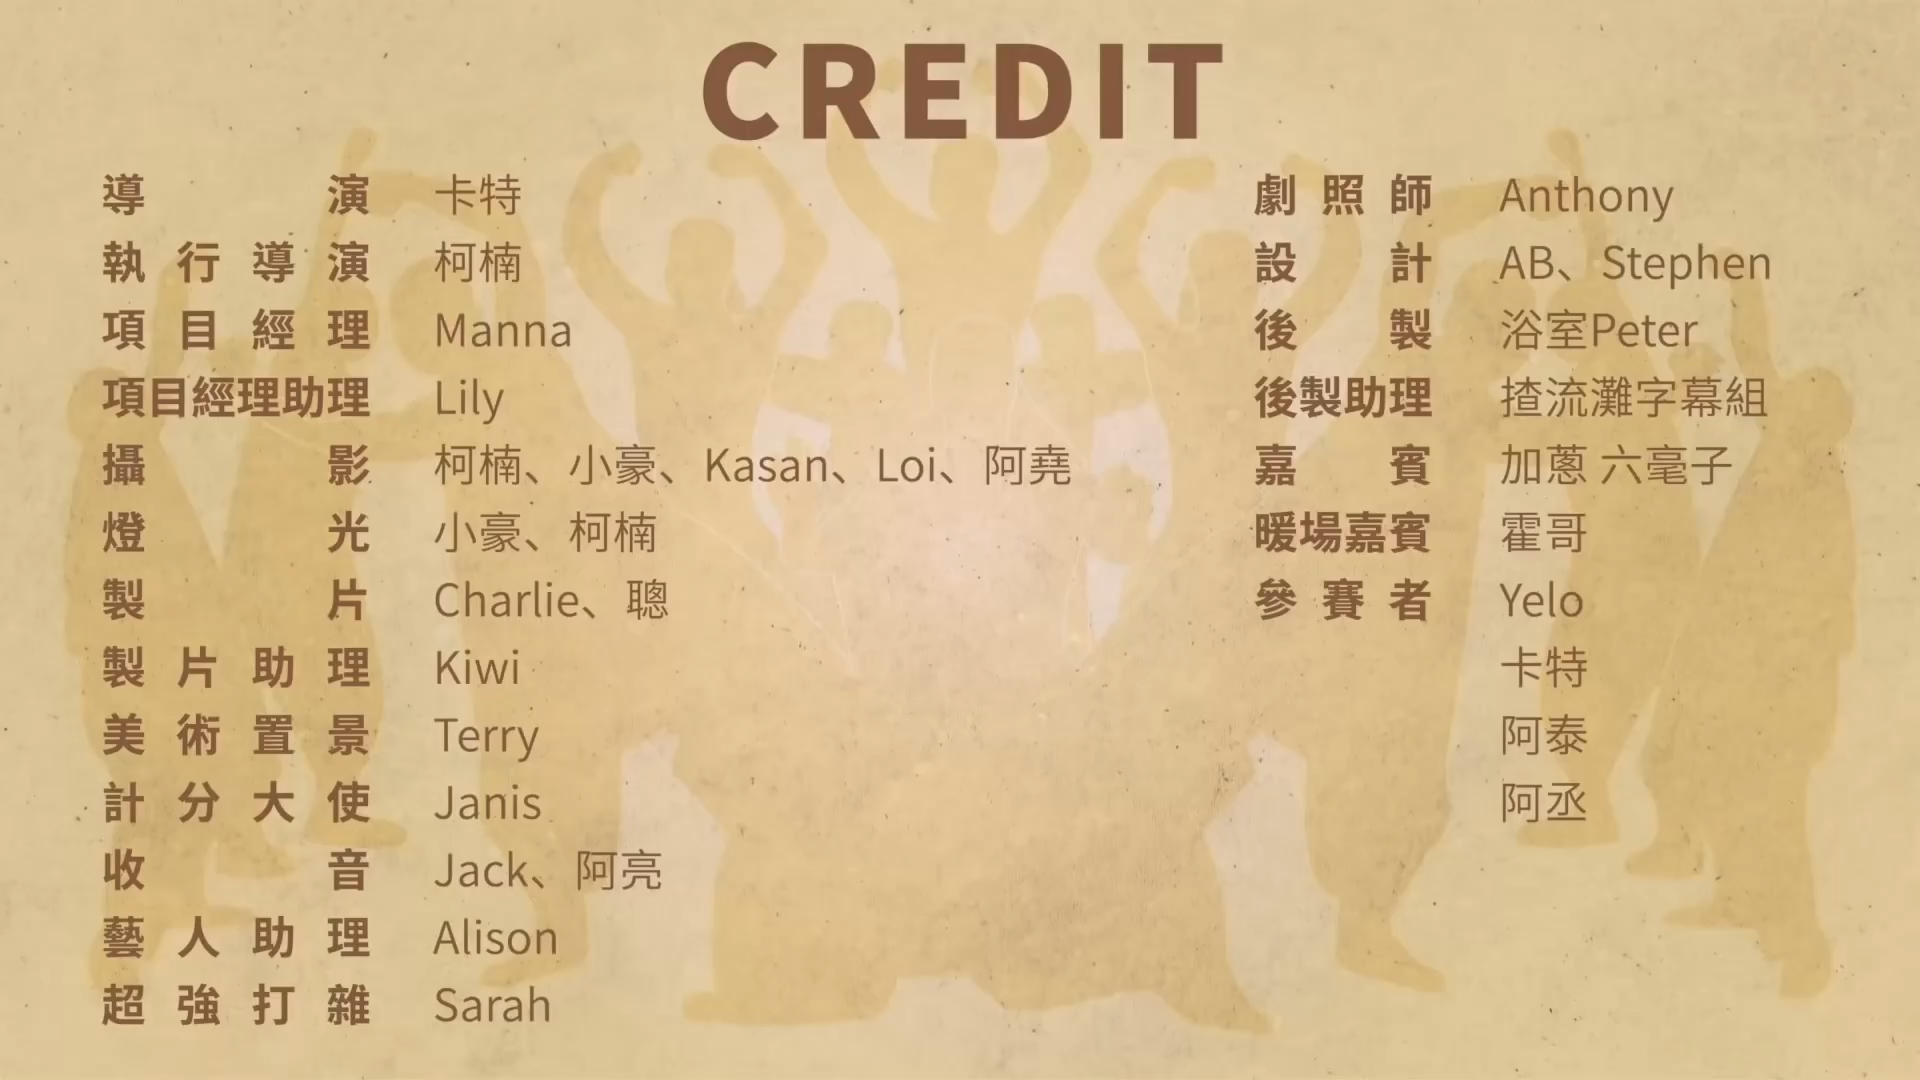 CREDIT
導演 卡特
執行導演 柯楠
項目經理 Manna
項目經理助理 Lily
攝影 柯楠、小豪、Kasan、Loi、阿堯
燈光 小豪、柯楠
製片 Charlie、聰
製片助理 Kiwi
美術置景 Terry
計分大使 Janis
收音 Jack、阿亮
藝人助理 Alison
超強打雜 Sarah
劇照師 Anthony
設計 AB、Stephen
後製 浴室Peter
後製助理 揸流灘字幕組
嘉賓 加蔥 六毫子
暖場嘉賓 霍哥
參賽者 Yelo
卡特
阿泰
阿丞